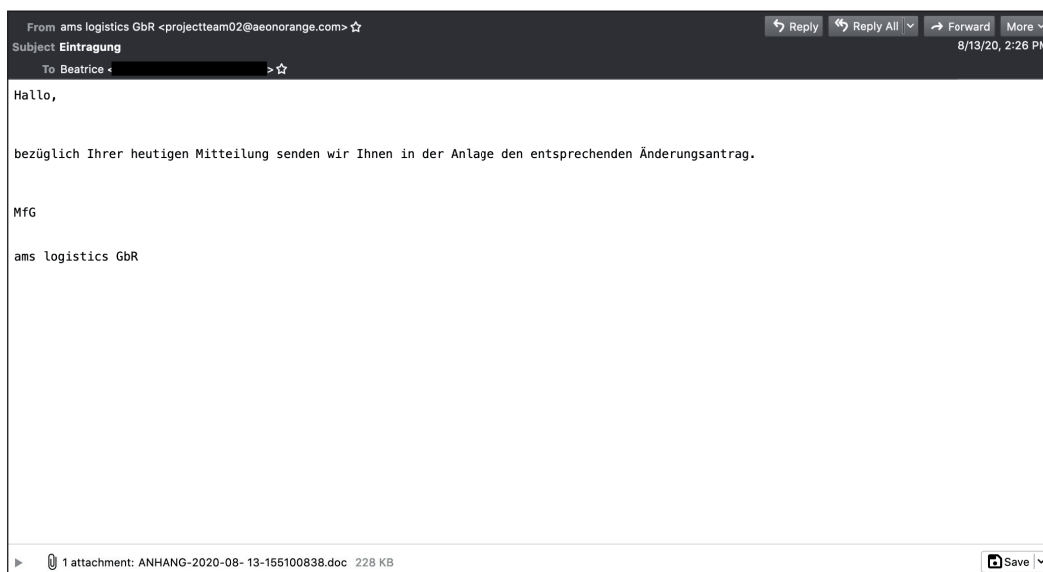 From ams logistics GbR <projectteam02@aeonorange.com>
Reply Reply All Forward More
Subject Eintragung
8/13/20, 2:26 PM
To Beatrice < >
Hallo,
bezüglich Ihrer heutigen Mitteilung senden wir Ihnen in der Anlage den entsprechenden Änderungsantrag.
MfG
ams logistics GbR
1 attachment: ANHANG-2020-08- 13-155100838.doc 228 KB
Save